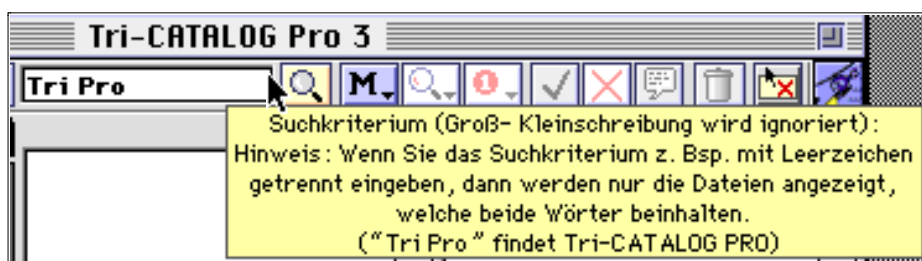 Tri-CATALOG Pro 3
Tri Pro
M
1
Suchkriterium (Groß- Kleinschreibung wird ignoriert):
Hinweis: Wenn Sie das Suchkriterium z. Bsp. mit Leerzeichen
getrennt eingeben, dann werden nur die Dateien angezeigt,
welche beide Wörter beinhalten.
("Tri Pro" findet Tri-CATALOG PRO)